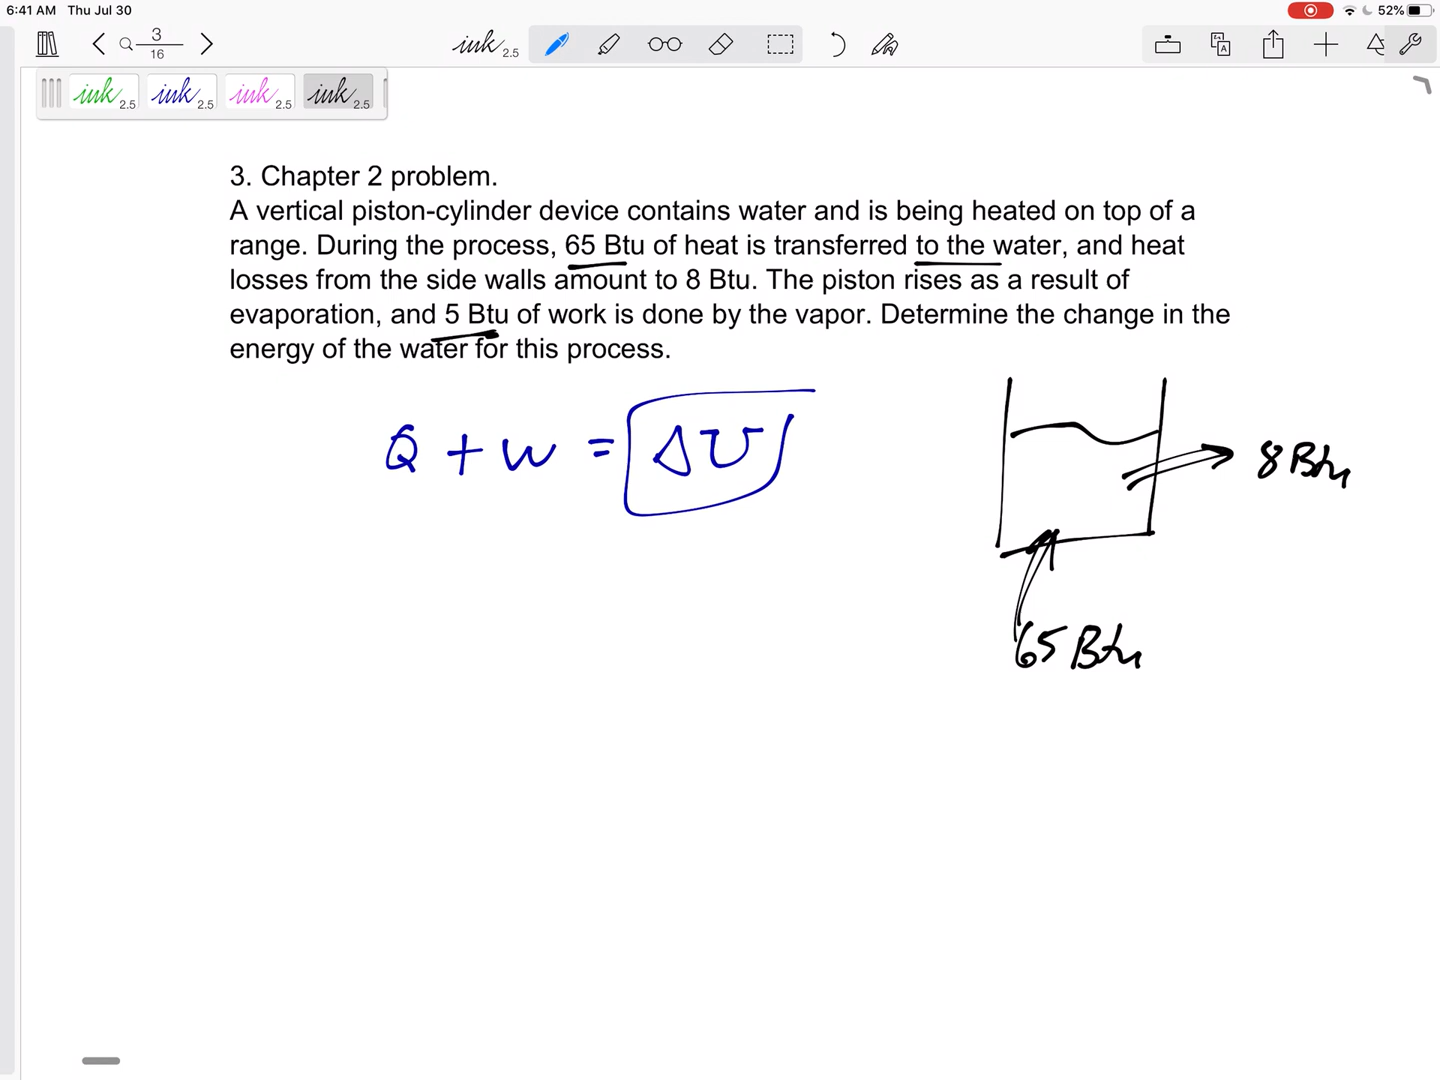 6:41 AM Thu Jul 30
52%
3
16
ink 2.5
ink 2.5 ink 2.5 ink 2.5 ink 2.5
3. Chapter 2 problem.
A vertical piston-cylinder device contains water and is being heated on top of a
range. During the process, 65 Btu of heat is transferred to the water, and heat
losses from the side walls amount to 8 Btu. The piston rises as a result of
evaporation, and 5 Btu of work is done by the vapor. Determine the change in the
energy of the water for this process.
Q + W = ΔU
8 Btu
65 Btu